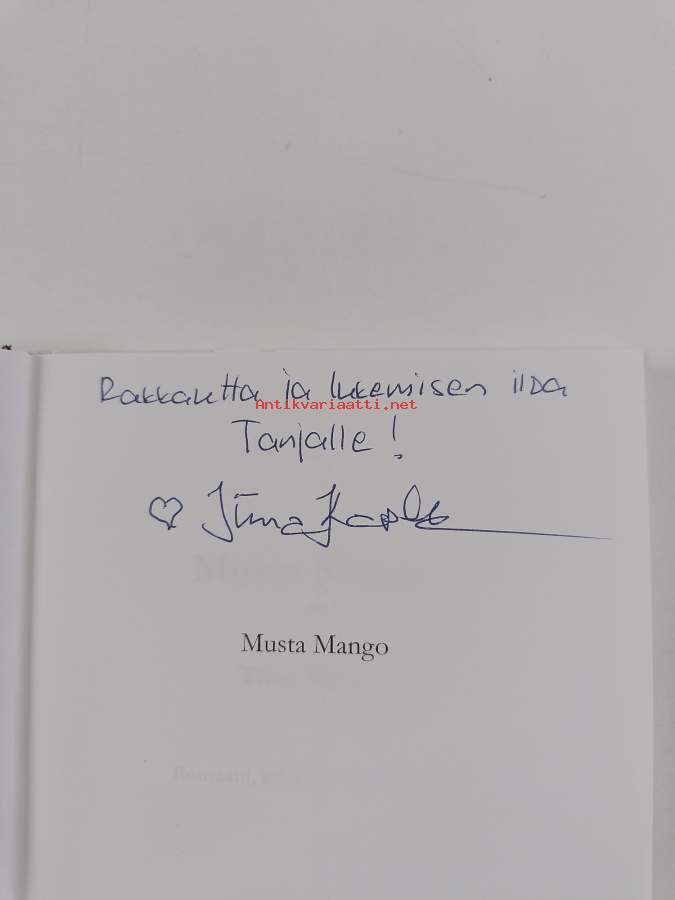 Rakkautta ja lukemisen iloa
Antikvariaatti.net
Tanjalle!
Musta Mango